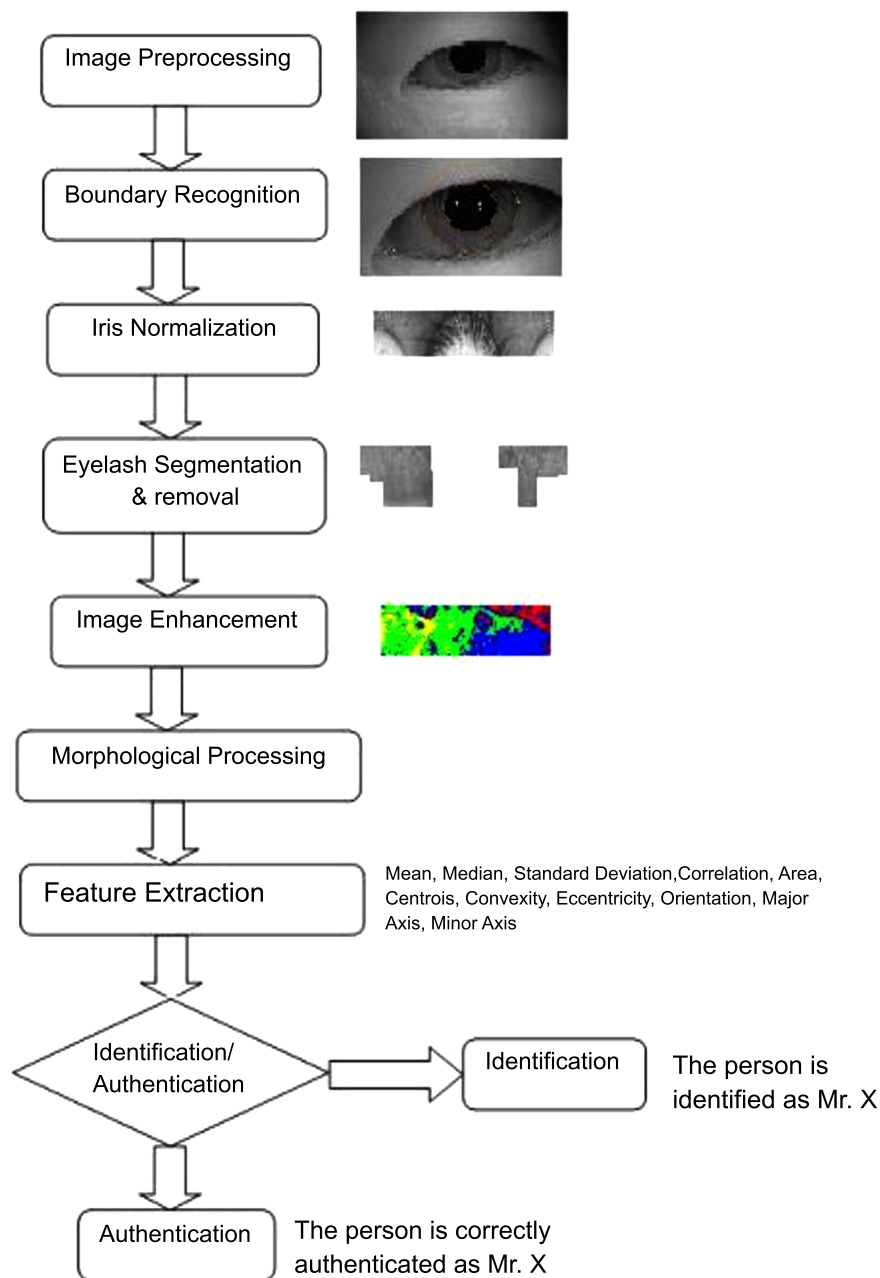 Image Preprocessing
Boundary Recognition
Iris Normalization
Eyelash Segmentation
& removal
Image Enhancement
Morphological Processing
Feature Extraction
Mean, Median, Standard Deviation,Correlation, Area,
Centrois, Convexity, Eccentricity, Orientation, Major
Axis, Minor Axis
Identification/
Authentication
Identification
The person is
identified as Mr. X
Authentication
The person is correctly
authenticated as Mr. X